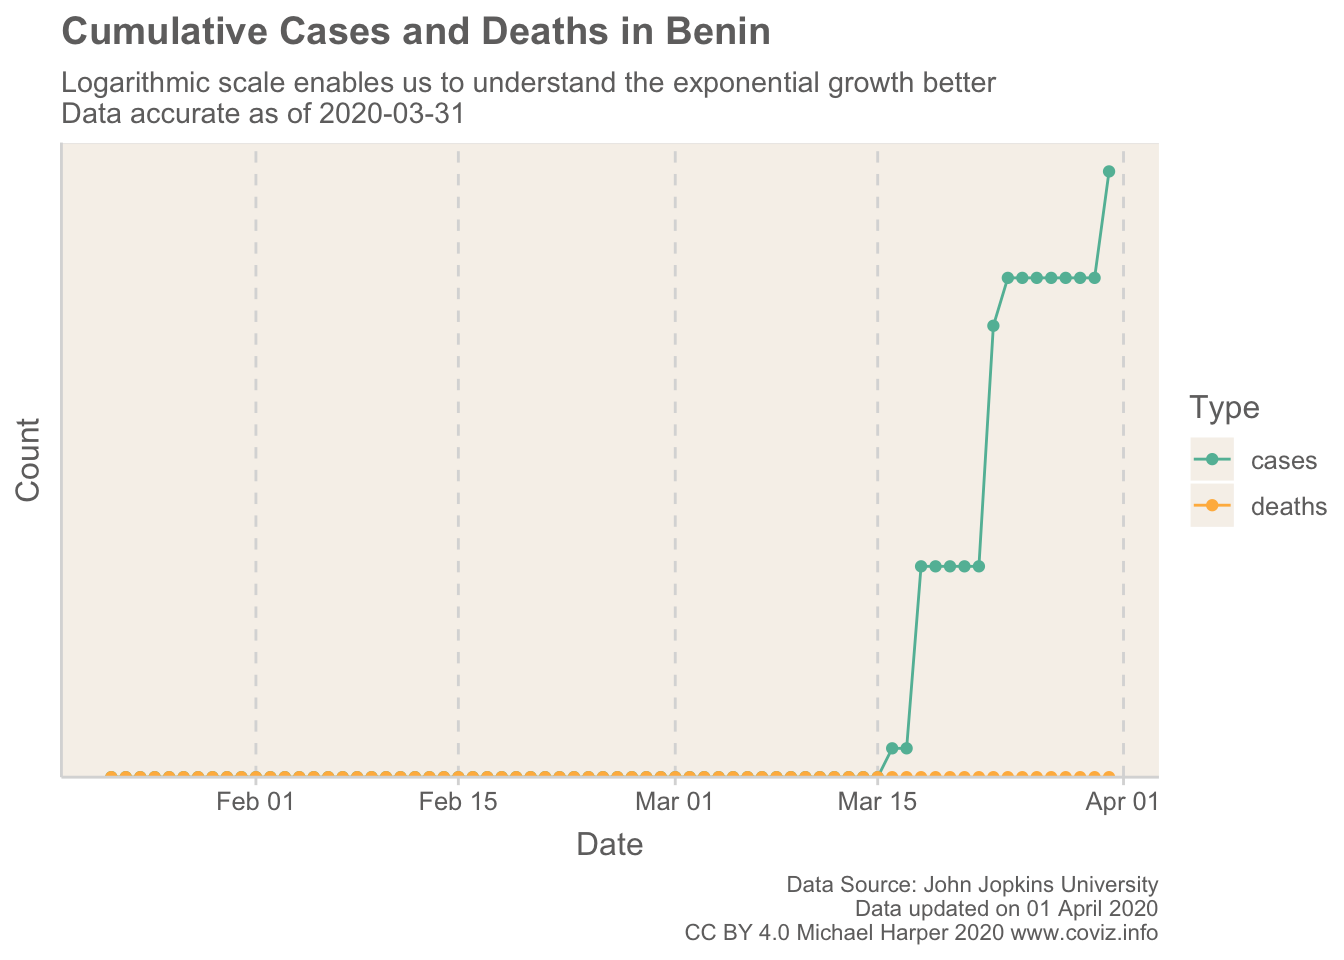 Cumulative Cases and Deaths in Benin
Logarithmic scale enables us to understand the exponential growth better
Data accurate as of 2020-03-31
Count
Type
cases
deaths
Feb 01 Feb 15 Mar 01 Mar 15 Apr 01
Date
Data Source: John Jopkins University
Data updated on 01 April 2020
CC BY 4.0 Michael Harper 2020 www.coviz.info